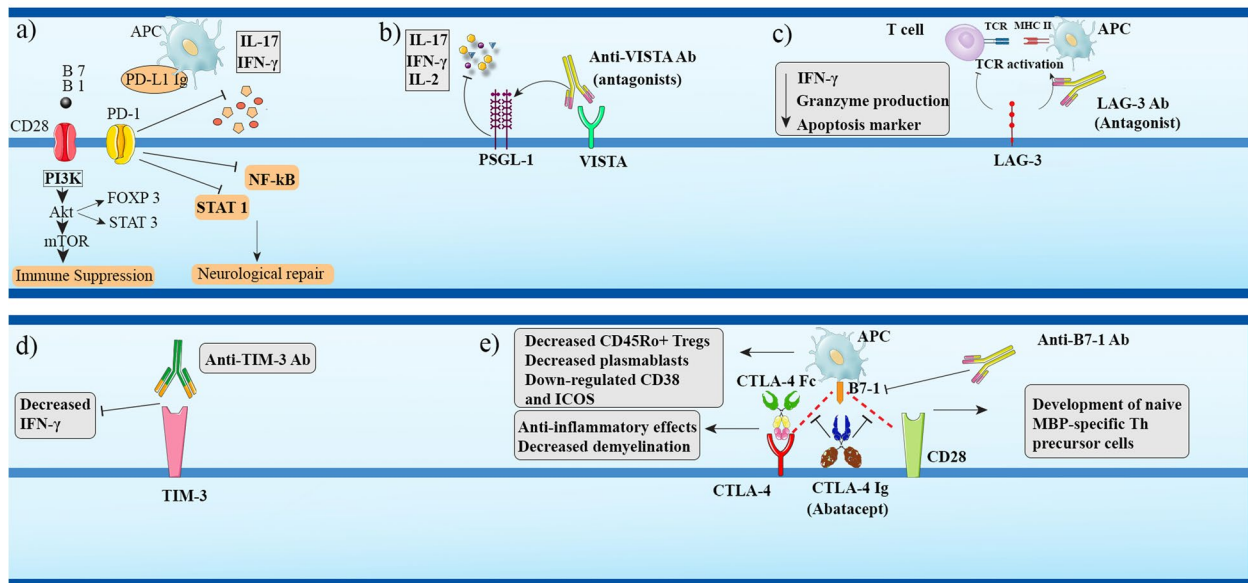 a)
APC
IL-17
IFN-γ
PD-L1 Ig
B 7
B 1
PD-1
CD28
PI3K
NF-kB
FOXP 3
Akt
STAT 1
STAT 3
mTOR
Immune Suppression
Neurological repair
b)
IL-17
IFN-γ
IL-2
Anti-VISTA Ab
(antagonists)
PSGL-1
VISTA
c)
T cell
TCR
MHC II
APC
TCR activation
IFN-γ
Granzyme production
Apoptosis marker
LAG-3 Ab
(Antagonist)
LAG-3
d)
Anti-TIM-3 Ab
Decreased
IFN-γ
TIM-3
e)
Decreased CD45Ro+ Tregs
Decreased plasmablasts
Down-regulated CD38
and ICOS
APC
Anti-B7-1 Ab
CTLA-4 Fc
B7-1
Anti-inflammatory effects
Decreased demyelination
Development of naive
MBP-specific Th
precursor cells
CD28
CTLA-4
CTLA-4 Ig
(Abatacept)